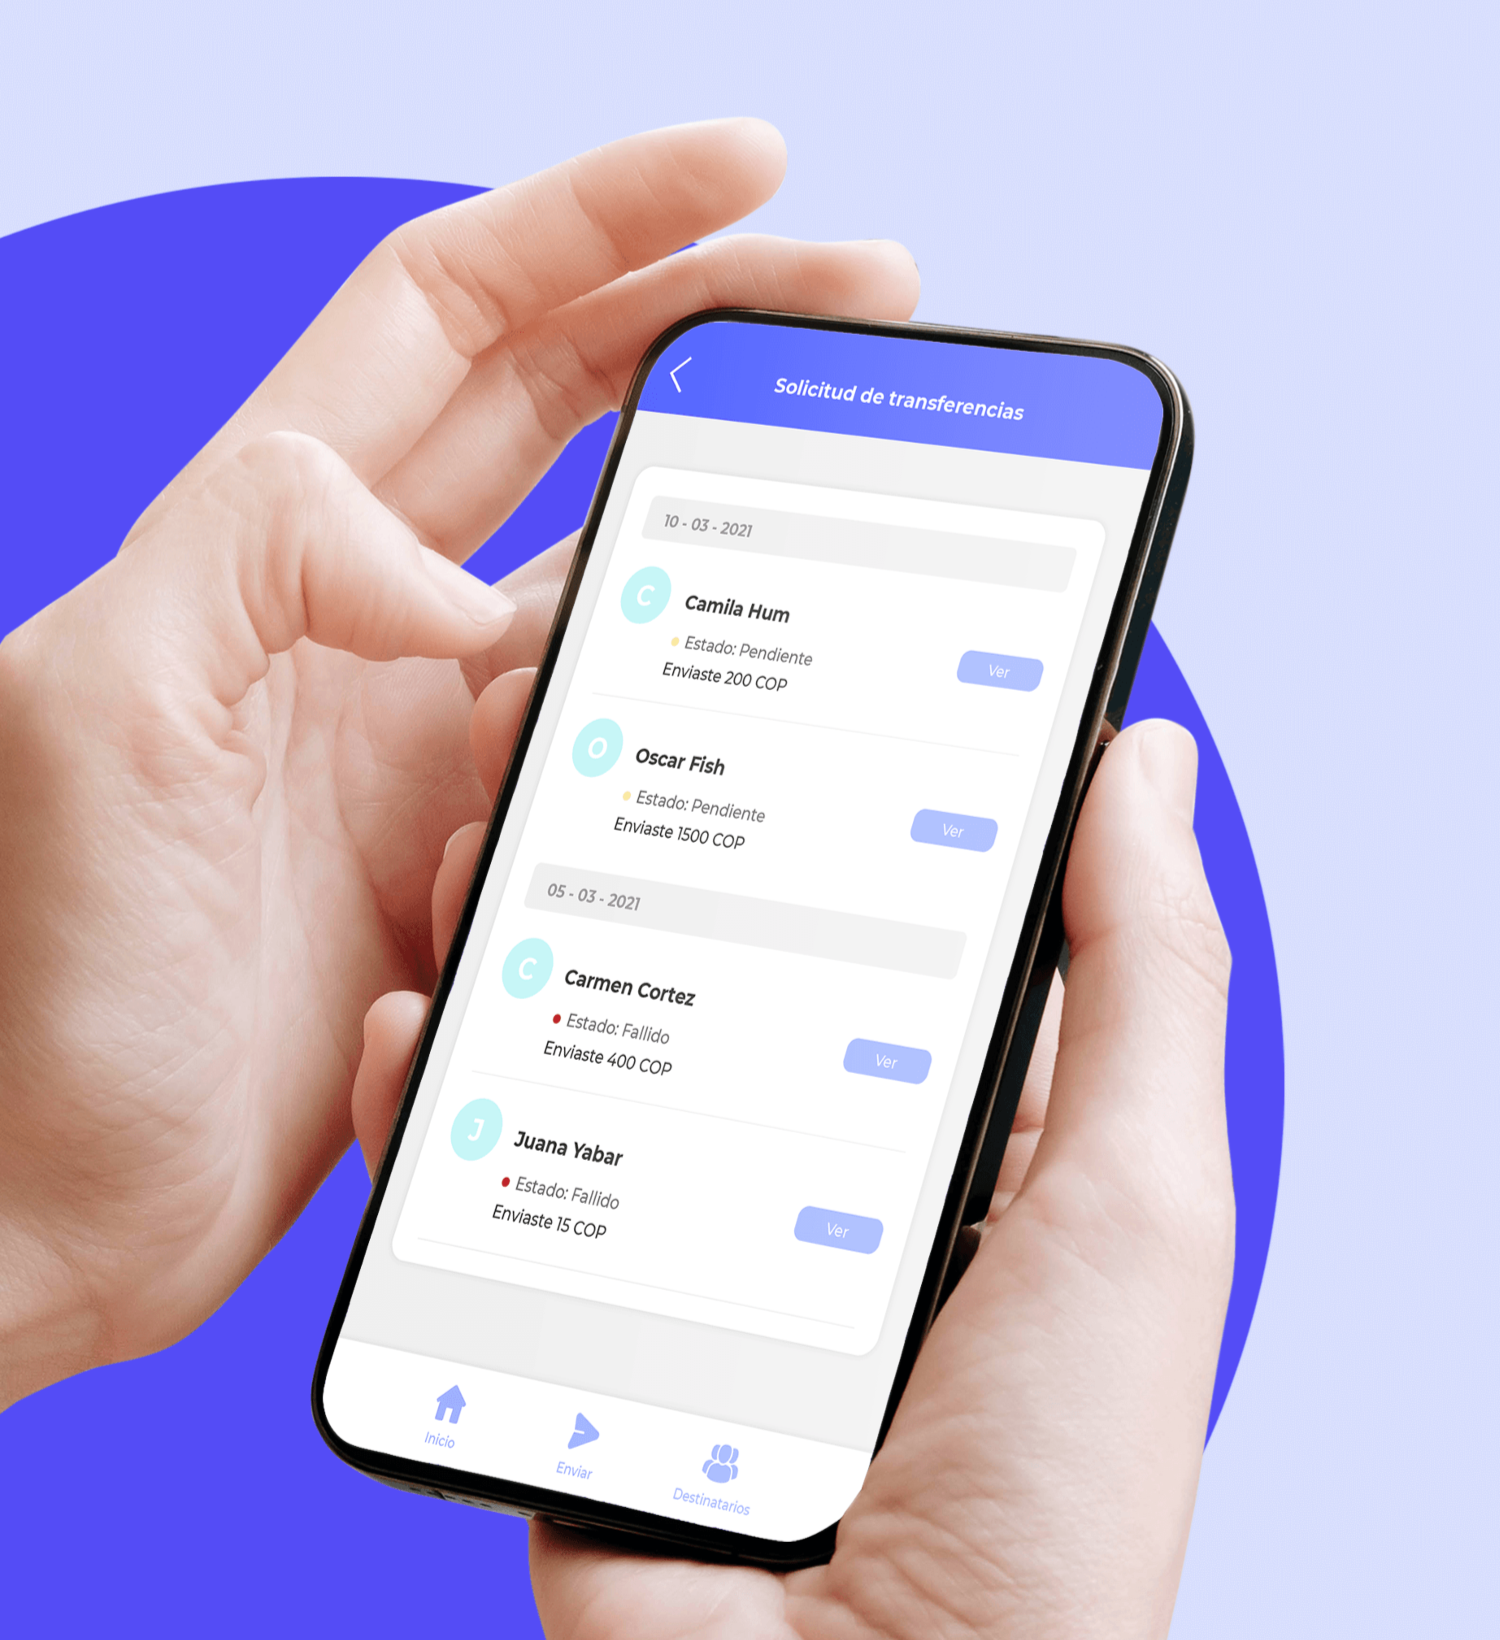 Solicitud de transferencias
10 - 03 - 2021
C
Camila Hum
Estado: Pendiente
Enviaste 200 COP
Ver
O
Oscar Fish
Estado: Pendiente
Enviaste 1500 COP
Ver
05 - 03 - 2021
C
Carmen Cortez
Estado: Fallido
Enviaste 400 COP
Ver
J
Juana Yabar
Estado: Fallido
Enviaste 15 COP
Ver
Inicio
Enviar
Destinatarios